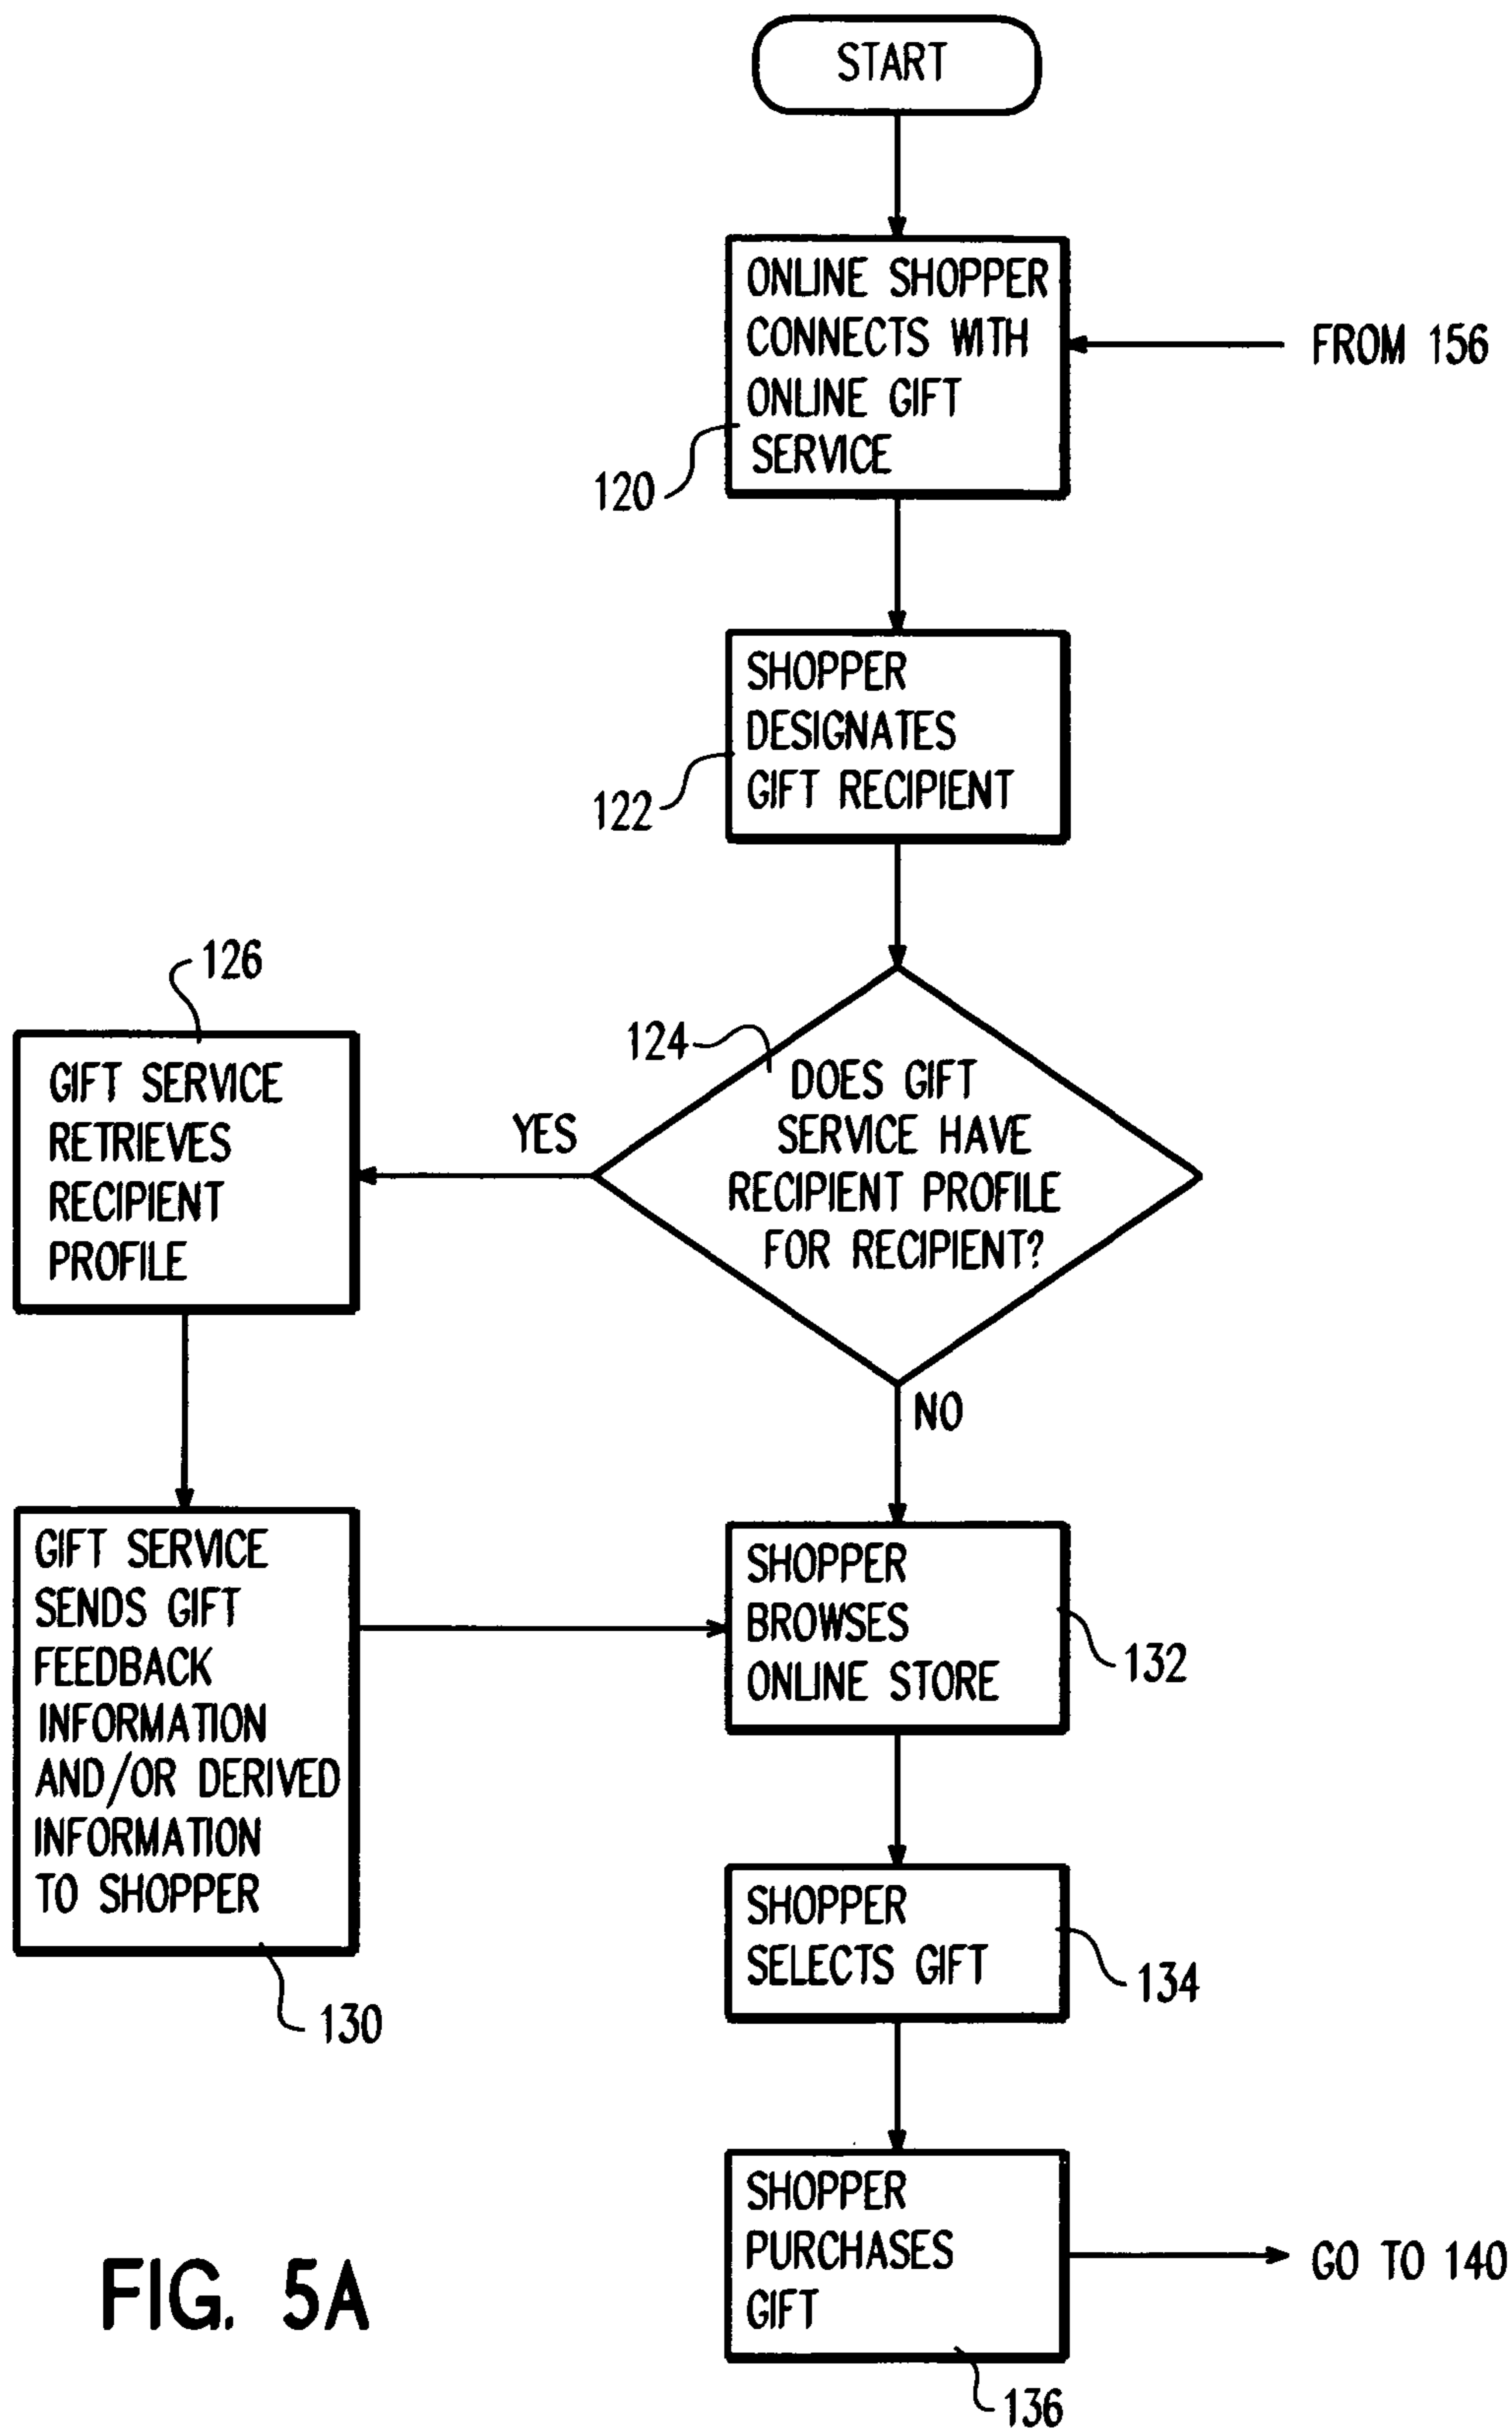 START
ONLINE SHOPPER
CONNECTS WITH
ONLINE GIFT
SERVICE
FROM 156
120
SHOPPER
DESIGNATES
GIFT RECIPIENT
122
126
124
DOES GIFT
SERVICE HAVE
RECIPIENT PROFILE
FOR RECIPIENT?
YES
GIFT SERVICE
RETRIEVES
RECIPIENT
PROFILE
NO
GIFT SERVICE
SENDS GIFT
FEEDBACK
INFORMATION
AND/OR DERIVED
INFORMATION
TO SHOPPER
130
SHOPPER
BROWSES
ONLINE STORE
132
SHOPPER
SELECTS GIFT
134
SHOPPER
PURCHASES
GIFT
GO TO 140
136
FIG. 5A